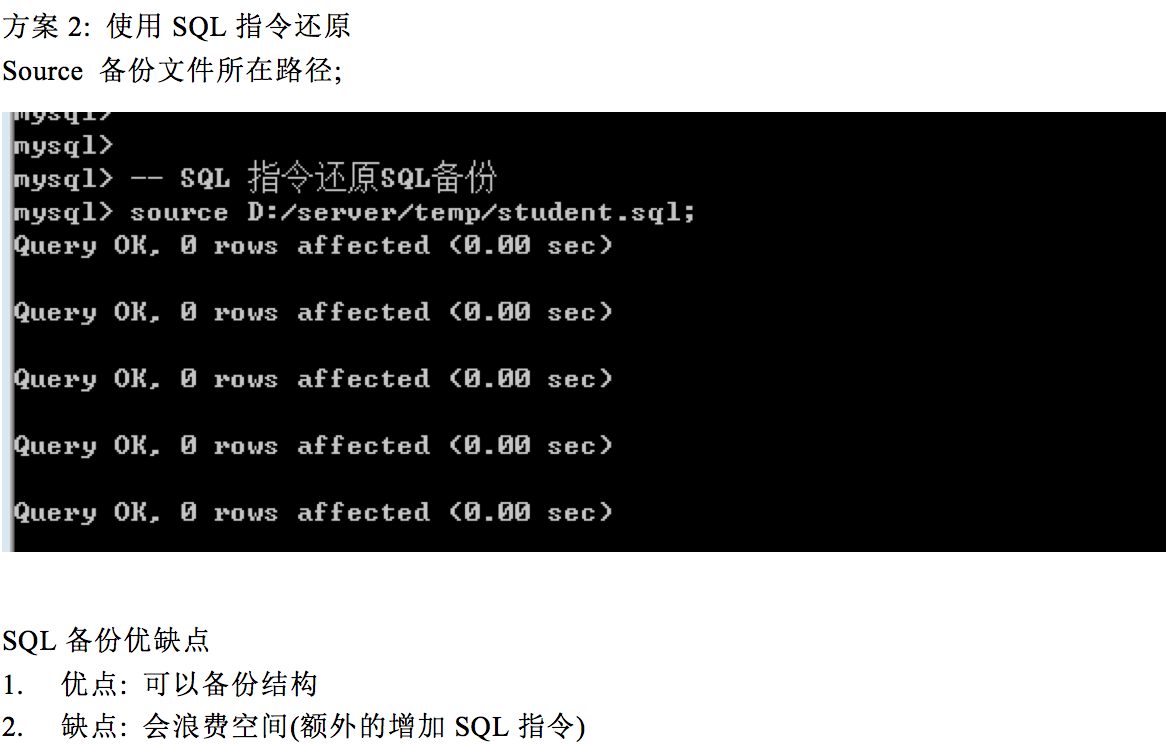 方案 2: 使用 SQL 指令还原
Source 备份文件所在路径;
mysql>
mysql>
mysql> -- SQL 指令还原SQL备份
mysql> source D:/server/temp/student.sql;
Query OK, 0 rows affected (0.00 sec)
Query OK, 0 rows affected (0.00 sec)
Query OK, 0 rows affected (0.00 sec)
Query OK, 0 rows affected (0.00 sec)
Query OK, 0 rows affected (0.00 sec)
SQL 备份优缺点
1. 优点: 可以备份结构
2. 缺点: 会浪费空间(额外的增加 SQL 指令)